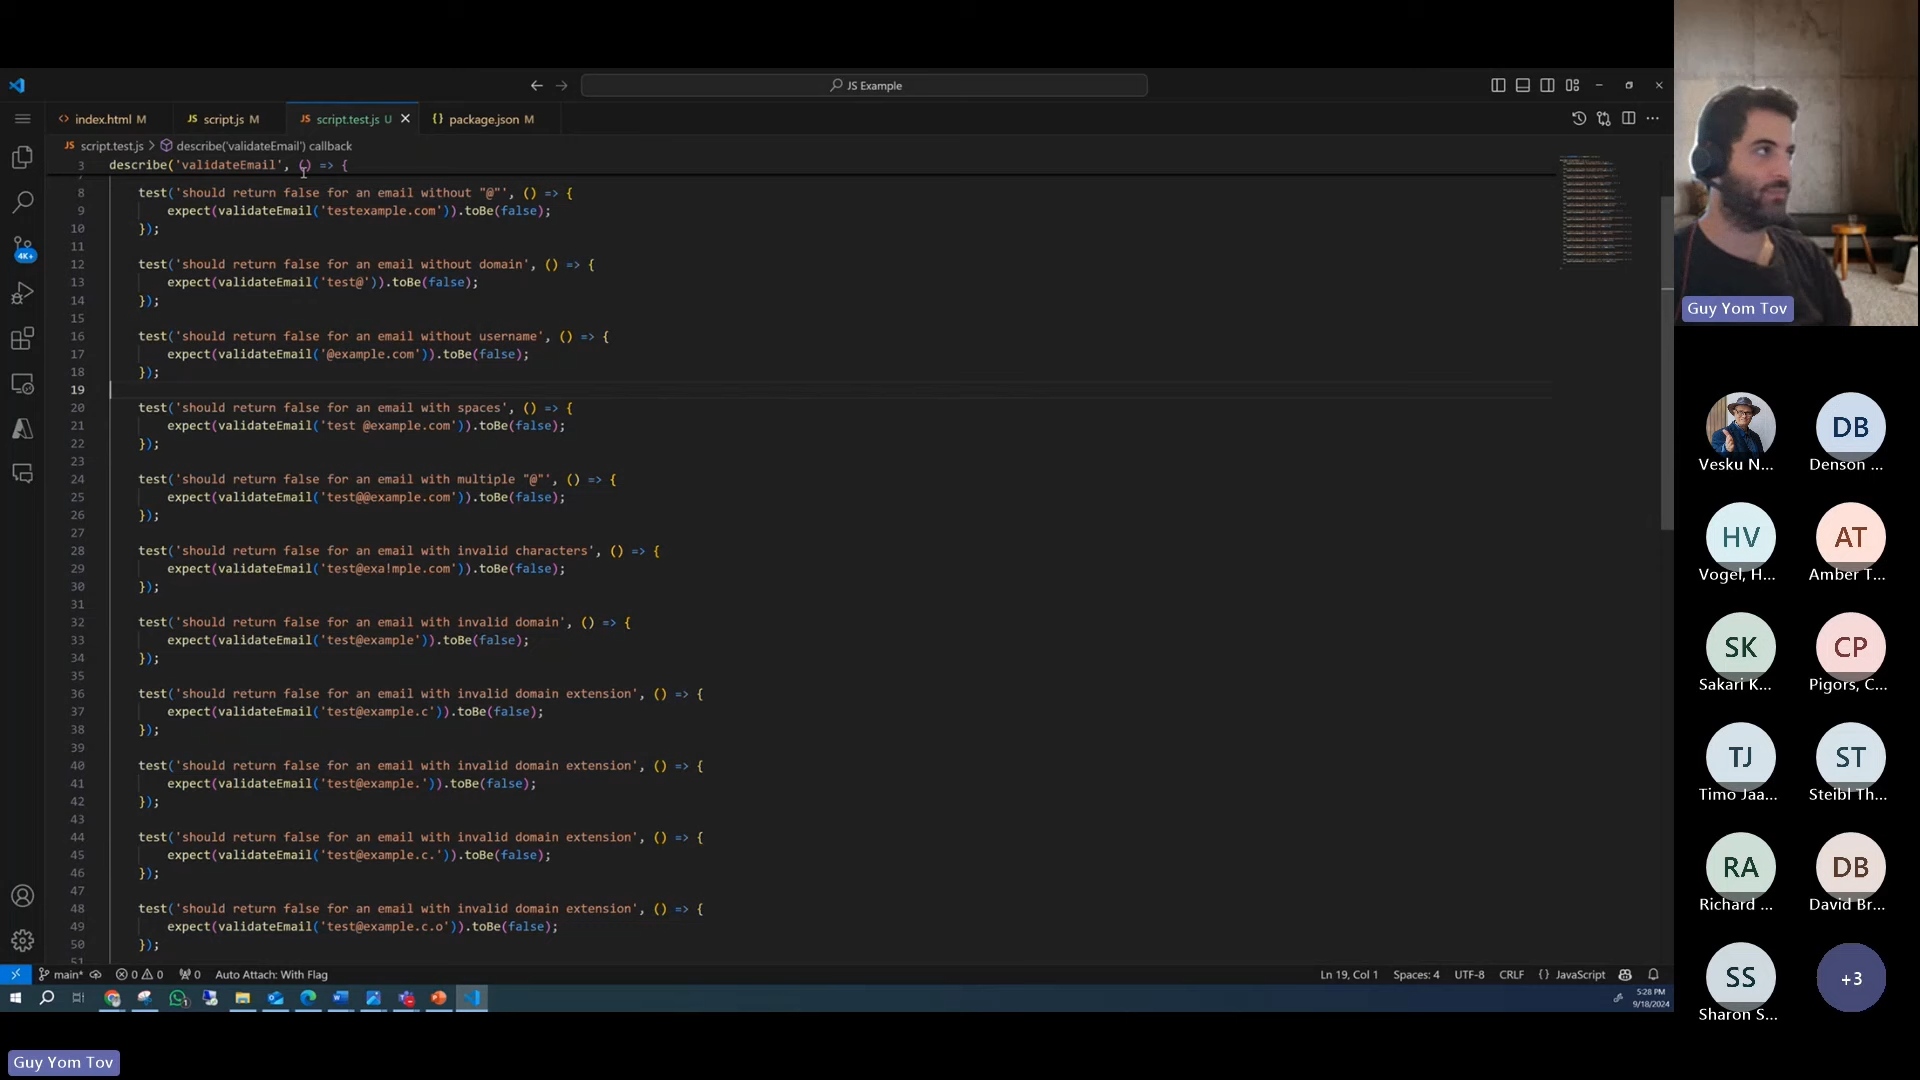 JS Example
index.html M
script.js M
script.test.js U
package.json M
script.test.js > describe('validateEmail') callback
3 describe('validateEmail', () => {
8 test('should return false for an email without "@"', () => {
9 expect(validateEmail('testexample.com')).toBe(false);
10 });
11
12 test('should return false for an email without domain', () => {
13 expect(validateEmail('test@')).toBe(false);
14 });
15
16 test('should return false for an email without username', () => {
17 expect(validateEmail('@example.com')).toBe(false);
18 });
19
20 test('should return false for an email with spaces', () => {
21 expect(validateEmail('test @example.com')).toBe(false);
22 });
23
24 test('should return false for an email with multiple "@"', () => {
25 expect(validateEmail('test@@example.com')).toBe(false);
26 });
27
28 test('should return false for an email with invalid characters', () => {
29 expect(validateEmail('test@exa!mple.com')).toBe(false);
30 });
31
32 test('should return false for an email with invalid domain', () => {
33 expect(validateEmail('test@example')).toBe(false);
34 });
35
36 test('should return false for an email with invalid domain extension', () => {
37 expect(validateEmail('test@example.c')).toBe(false);
38 });
39
40 test('should return false for an email with invalid domain extension', () => {
41 expect(validateEmail('test@example.')).toBe(false);
42 });
43
44 test('should return false for an email with invalid domain extension', () => {
45 expect(validateEmail('test@example.c.')).toBe(false);
46 });
47
48 test('should return false for an email with invalid domain extension', () => {
49 expect(validateEmail('test@example.c.o')).toBe(false);
50 });
51
4K+
main*
0 0
0
Auto Attach: With Flag
Ln 19, Col 1
Spaces: 4
UTF-8
CRLF
{} JavaScript
5:28 PM
9/18/2024
Guy Yom Tov
Guy Yom Tov
Vesku N...
DB
Denson ...
HV
Vogel, H...
AT
Amber T...
SK
Sakari K...
CP
Pigors, C...
TJ
Timo Jaa...
ST
Steibl Th...
RA
Richard ...
DB
David Br...
SS
Sharon S...
+3